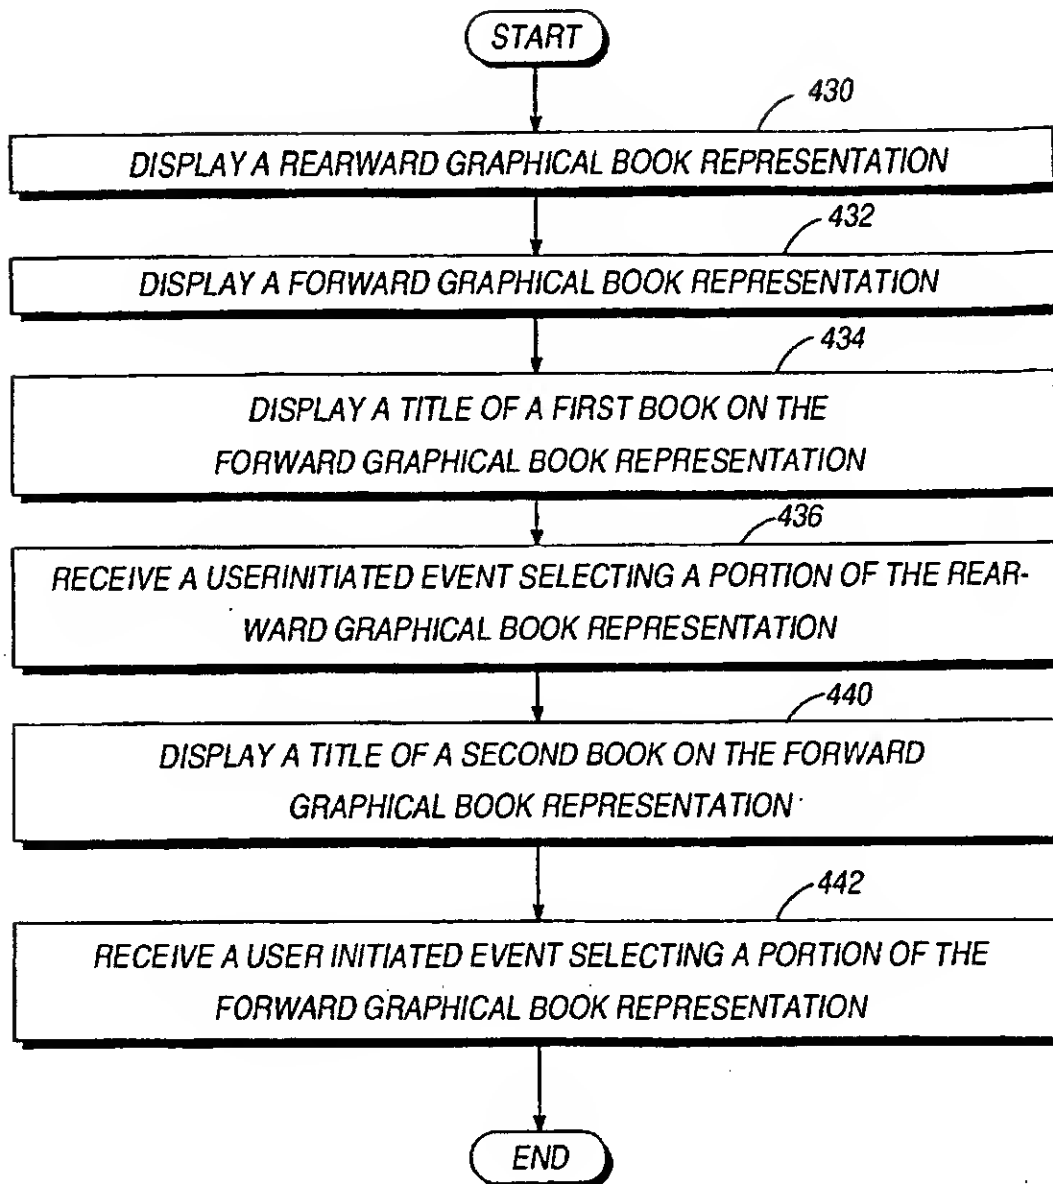 START
430
DISPLAY A REARWARD GRAPHICAL BOOK REPRESENTATION
432
DISPLAY A FORWARD GRAPHICAL BOOK REPRESENTATION
434
DISPLAY A TITLE OF A FIRST BOOK ON THE
FORWARD GRAPHICAL BOOK REPRESENTATION
436
RECEIVE A USERINITIATED EVENT SELECTING A PORTION OF THE REAR-
WARD GRAPHICAL BOOK REPRESENTATION
440
DISPLAY A TITLE OF A SECOND BOOK ON THE FORWARD
GRAPHICAL BOOK REPRESENTATION
442
RECEIVE A USER INITIATED EVENT SELECTING A PORTION OF THE
FORWARD GRAPHICAL BOOK REPRESENTATION
END